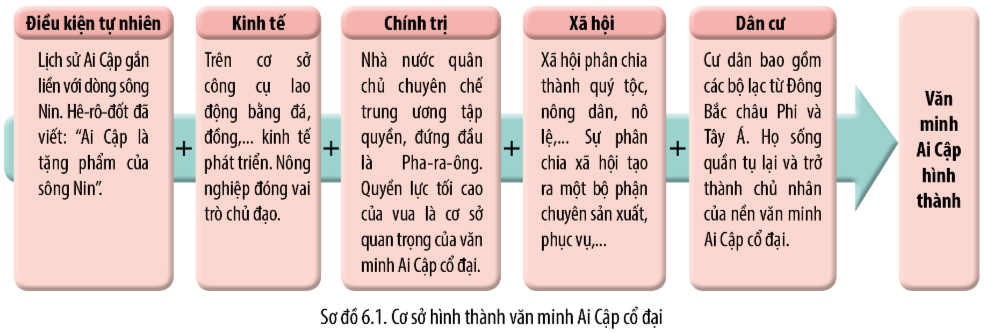 Điều kiện tự nhiên
Lịch sử Ai Cập gắn
liền với dòng sông
Nin. Hê-rô-đốt đã
viết: “Ai Cập là
tặng phẩm của
sông Nin”.
+
Kinh tế
Trên cơ sở
công cụ lao
động bằng đá,
đồng,... kinh tế
phát triển. Nông
nghiệp đóng vai
trò chủ đạo.
+
Chính trị
Nhà nước quân
chủ chuyên chế
trung ương tập
quyền, đứng đầu
là Pha-ra-ông.
Quyền lực tối cao
của vua là cơ sở
quan trọng của văn
minh Ai Cập cổ đại.
+
Xã hội
Xã hội phân chia
thành quý tộc,
nông dân, nô
lệ,... Sự phân
chia xã hội tạo
ra một bộ phận
chuyên sản xuất,
phục vụ,...
+
Dân cư
Cư dân bao gồm
các bộ lạc từ Đông
Bắc châu Phi và
Tây Á. Họ sống
quần tụ lại và trở
thành chủ nhân
của nền văn minh
Ai Cập cổ đại.
Văn
minh
Ai Cập
hình
thành
Sơ đồ 6.1. Cơ sở hình thành văn minh Ai Cập cổ đại